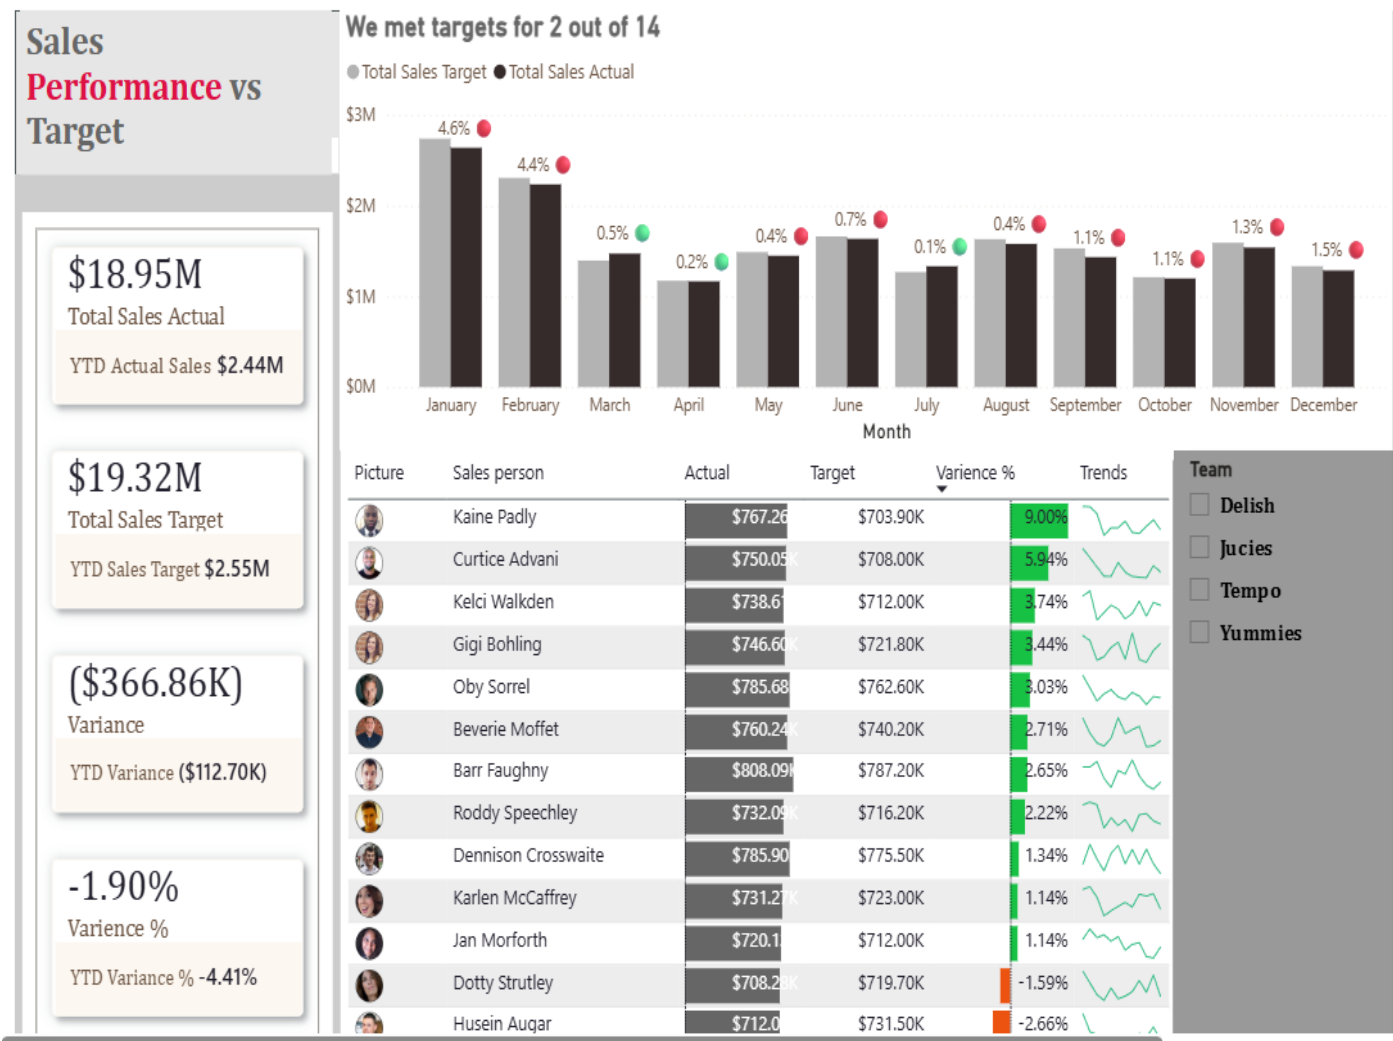 Sales
Performance vs
Target
$18.95M
Total Sales Actual
YTD Actual Sales $2.44M
$19.32M
Total Sales Target
YTD Sales Target $2.55M
($366.86K)
Variance
YTD Variance ($112.70K)
-1.90%
Varience %
YTD Variance % -4.41%
We met targets for 2 out of 14
Total Sales Target Total Sales Actual
$3M
$2M
$1M
$0M
4.6% 4.4% 0.5% 0.2% 0.4% 0.7% 0.1% 0.4% 1.1% 1.1% 1.3% 1.5%
January February March April May June July August September October November December
Month
Picture Sales person Actual Target Varience % Trends
Kaine Padly $767.26 $703.90K 9.00%
Curtice Advani $750.05K $708.00K 5.94%
Kelci Walkden $738.61 $712.00K 3.74%
Gigi Bohling $746.60K $721.80K 3.44%
Oby Sorrel $785.68 $762.60K 3.03%
Beverie Moffet $760.24K $740.20K 2.71%
Barr Faughny $808.09K $787.20K 2.65%
Roddy Speechley $732.09K $716.20K 2.22%
Dennison Crosswaite $785.90 $775.50K 1.34%
Karlen McCaffrey $731.27K $723.00K 1.14%
Jan Morforth $720.1 $712.00K 1.14%
Dotty Strutley $708.28K $719.70K -1.59%
Husein Augar $712.0 $731.50K -2.66%
Team
Delish
Jucies
Tempo
Yummies